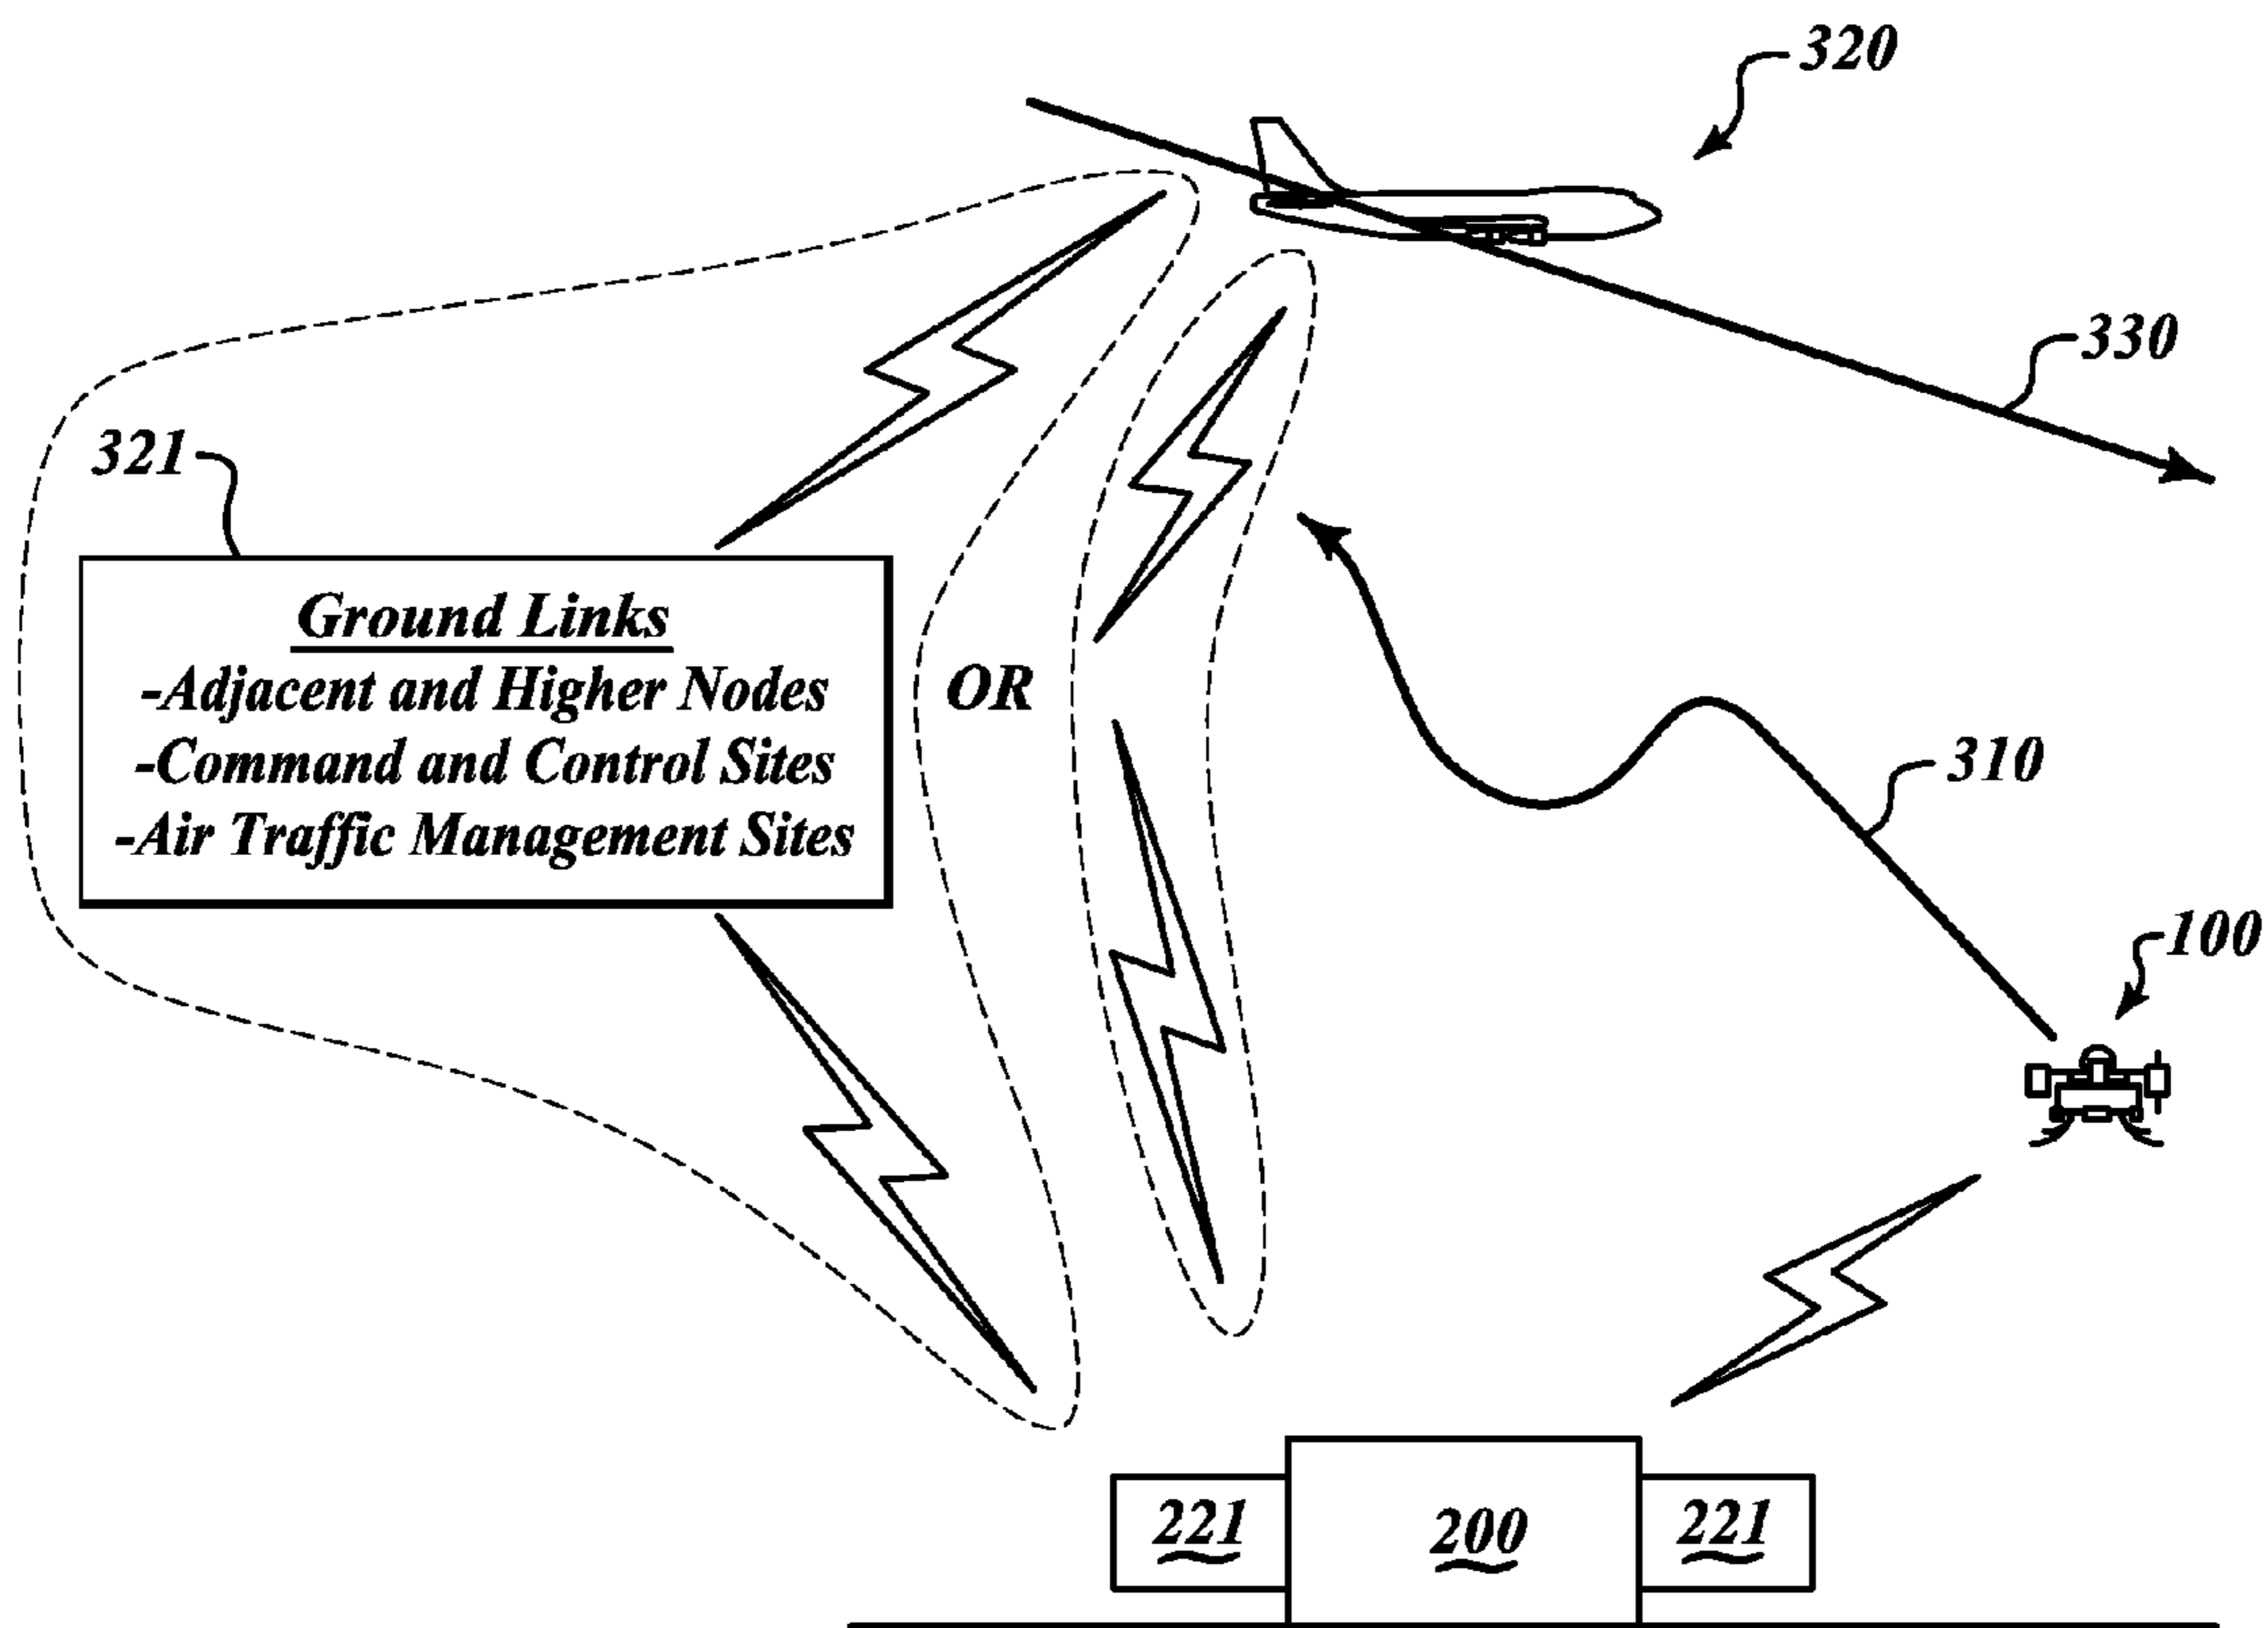 320
330
321
Ground Links
-Adjacent and Higher Nodes
-Command and Control Sites
-Air Traffic Management Sites
OR
310
100
221
200
221